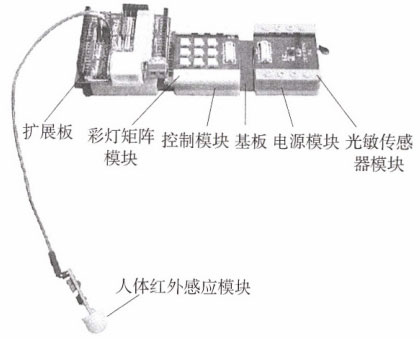 扩展板
彩灯矩阵
模块
控制模块
基板
电源模块
光敏传感
器模块
人体红外感应模块